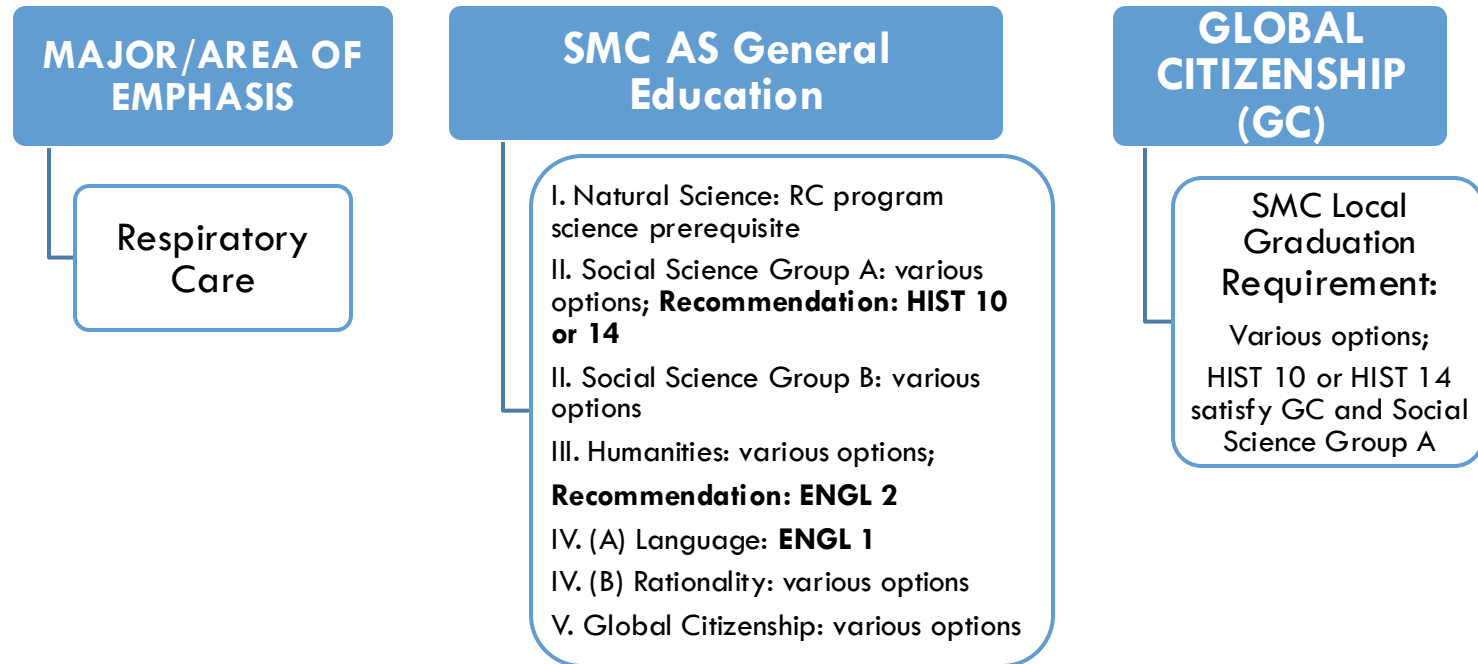 MAJOR/AREA OF
EMPHASIS
Respiratory
Care
SMC AS General
Education
I. Natural Science: RC program
science prerequisite
II. Social Science Group A: various
options; Recommendation: HIST 10
or 14
II. Social Science Group B: various
options
III. Humanities: various options;
Recommendation: ENGL 2
IV. (A) Language: ENGL 1
IV. (B) Rationality: various options
V. Global Citizenship: various options
GLOBAL
CITIZENSHIP
(GC)
SMC Local
Graduation
Requirement:
Various options;
HIST 10 or HIST 14
satisfy GC and Social
Science Group A